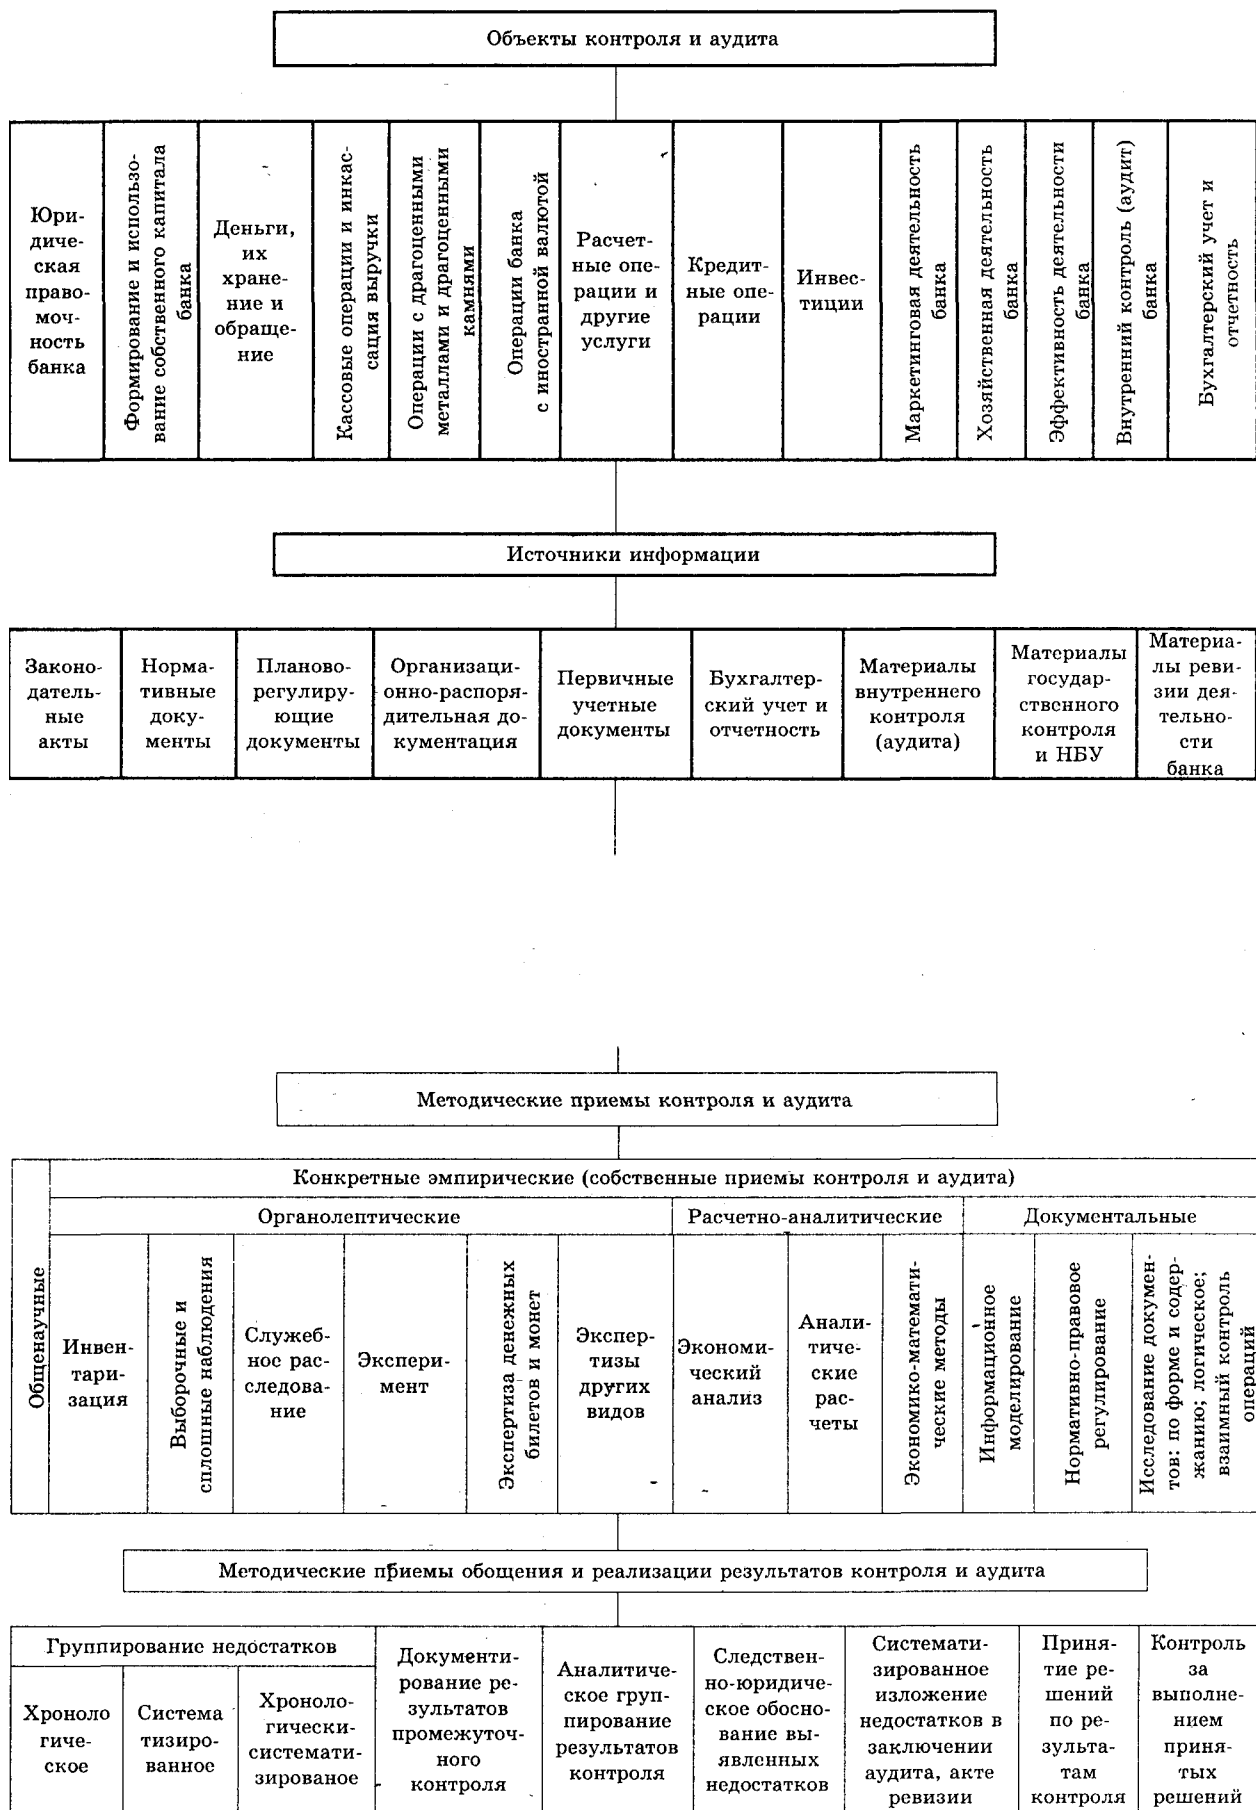 Объекты контроля и аудита
Юри-
диче-
ская
право-
моч-
ность
банка
Формирование и использо-
вание собственного капитала
банка
Деньги,
их
хране-
ние и
обраще-
ние
Кассовые операции и инкас-
сация выручки
Операции с драгоценными
металлами и драгоценными
камнями
Операции банка
с иностранной валютой
Расчет-
ные опе-
рации и
другие
услуги
Кредит-
ные опе-
рации
Инвес-
тиции
Маркетинговая деятельность
банка
Хозяйственная деятельность
банка
Эффективность деятельности
банка
Внутренний контроль (аудит)
банка
Бухгалтерский учет и
отчетность
Источники информации
Законо-
датель-
ные
акты
Норма-
тивные
доку-
менты
Планово-
регулиру-
ющие
документы
Организаци-
онно-распоря-
дительная до-
кументация
Первичные
учетные
документы
Бухгалтер-
ский учет и
отчетность
Материалы
внутреннего
контроля
(аудита)
Материалы
государ-
ственного
контроля
и НБУ
Материа-
лы реви-
зии дея-
тельно-
сти
банка
Методические приемы контроля и аудита
Общенаучные
Конкретные эмпирические (собственные приемы контроля и аудита)
Органолептические
Расчетно-аналитические
Документальные
Инвен-
тари-
зация
Выборочные и
сплошные наблюдения
Служеб-
ное рас-
следова-
ние
Экспери-
мент
Экспертиза денежных
билетов и монет
Экспер-
тизы
других
видов
Экономи-
ческий
анализ
Анали-
тиче-
ские
рас-
четы
Экономико-математи-
ческие методы
Информационное
моделирование
Нормативно-правовое
регулирование
Исследование докумен-
тов: по форме и содер-
жанию; логическое;
взаимный контроль
операций
Методические приемы обощения и реализации результатов контроля и аудита
Группирование недостатков
Хроноло
гиче-
ское
Система
тизиро-
ванное
Хроноло-
гически-
системати-
зированое
Документи-
рование ре-
зультатов
промежуточ-
ного
контроля
Аналитиче-
ское груп-
пирование
результатов
контроля
Следствен-
но-юридиче-
ское обосно-
вание вы-
явленных
недостатков
Системати-
зированное
изложение
недостатков в
заключении
аудита, акте
ревизии
Приня-
тие ре-
шений
по ре-
зульта-
там
контроля
Контроль
за
выполне-
нием
приня-
тых
решений